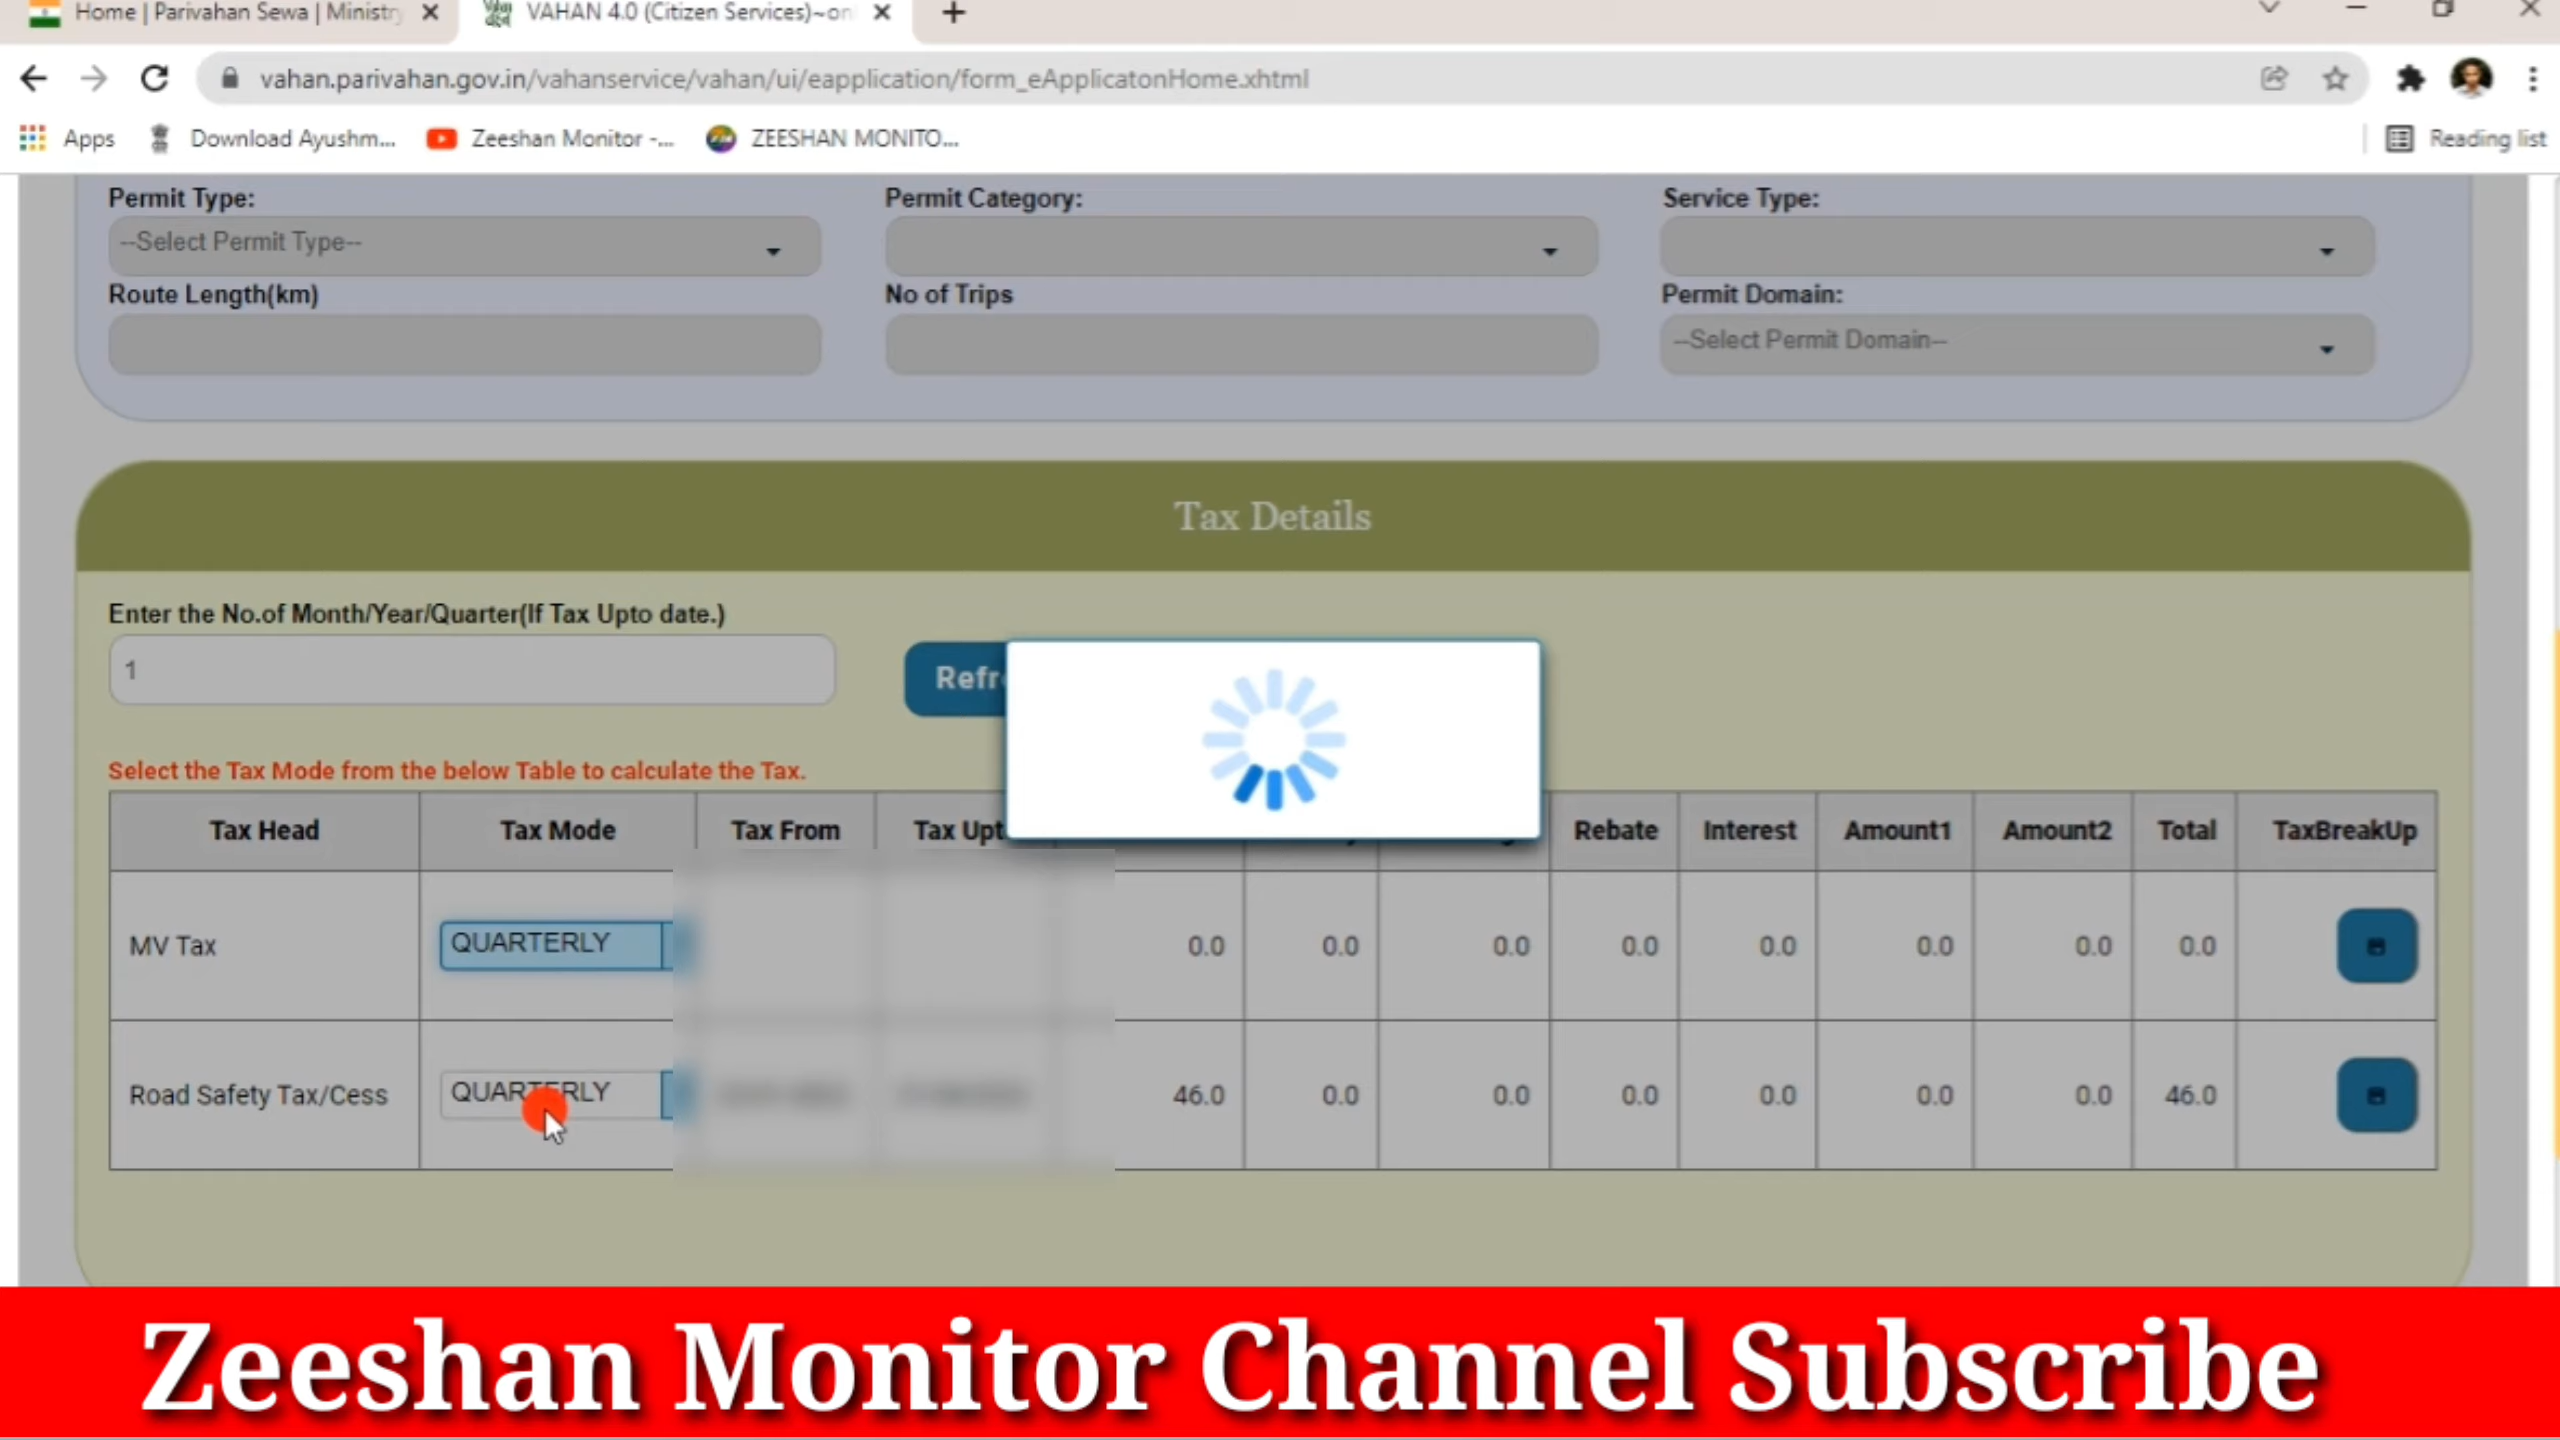 Home | Parivahan Sewa | Ministry
VAHAN 4.0 (Citizen Services)~on
vahan.parivahan.gov.in/vahanservice/vahan/ui/eapplication/form_eApplicatonHome.xhtml
Apps
Download Ayushm...
Zeeshan Monitor -...
ZEESHAN MONITO...
Reading list
Permit Type: Permit Category: Service Type:
--Select Permit Type--
Route Length(km) No of Trips Permit Domain:
--Select Permit Domain--
Tax Details
Enter the No.of Month/Year/Quarter(If Tax Upto date.)
1
Refr
Select the Tax Mode from the below Table to calculate the Tax.
Tax Head Tax Mode Tax From Tax Upt Rebate Interest Amount1 Amount2 Total TaxBreakUp
MV Tax QUARTERLY 0.0 0.0 0.0 0.0 0.0 0.0 0.0 0.0
Road Safety Tax/Cess QUARTERLY 46.0 0.0 0.0 0.0 0.0 0.0 0.0 46.0
Zeeshan Monitor Channel Subscribe